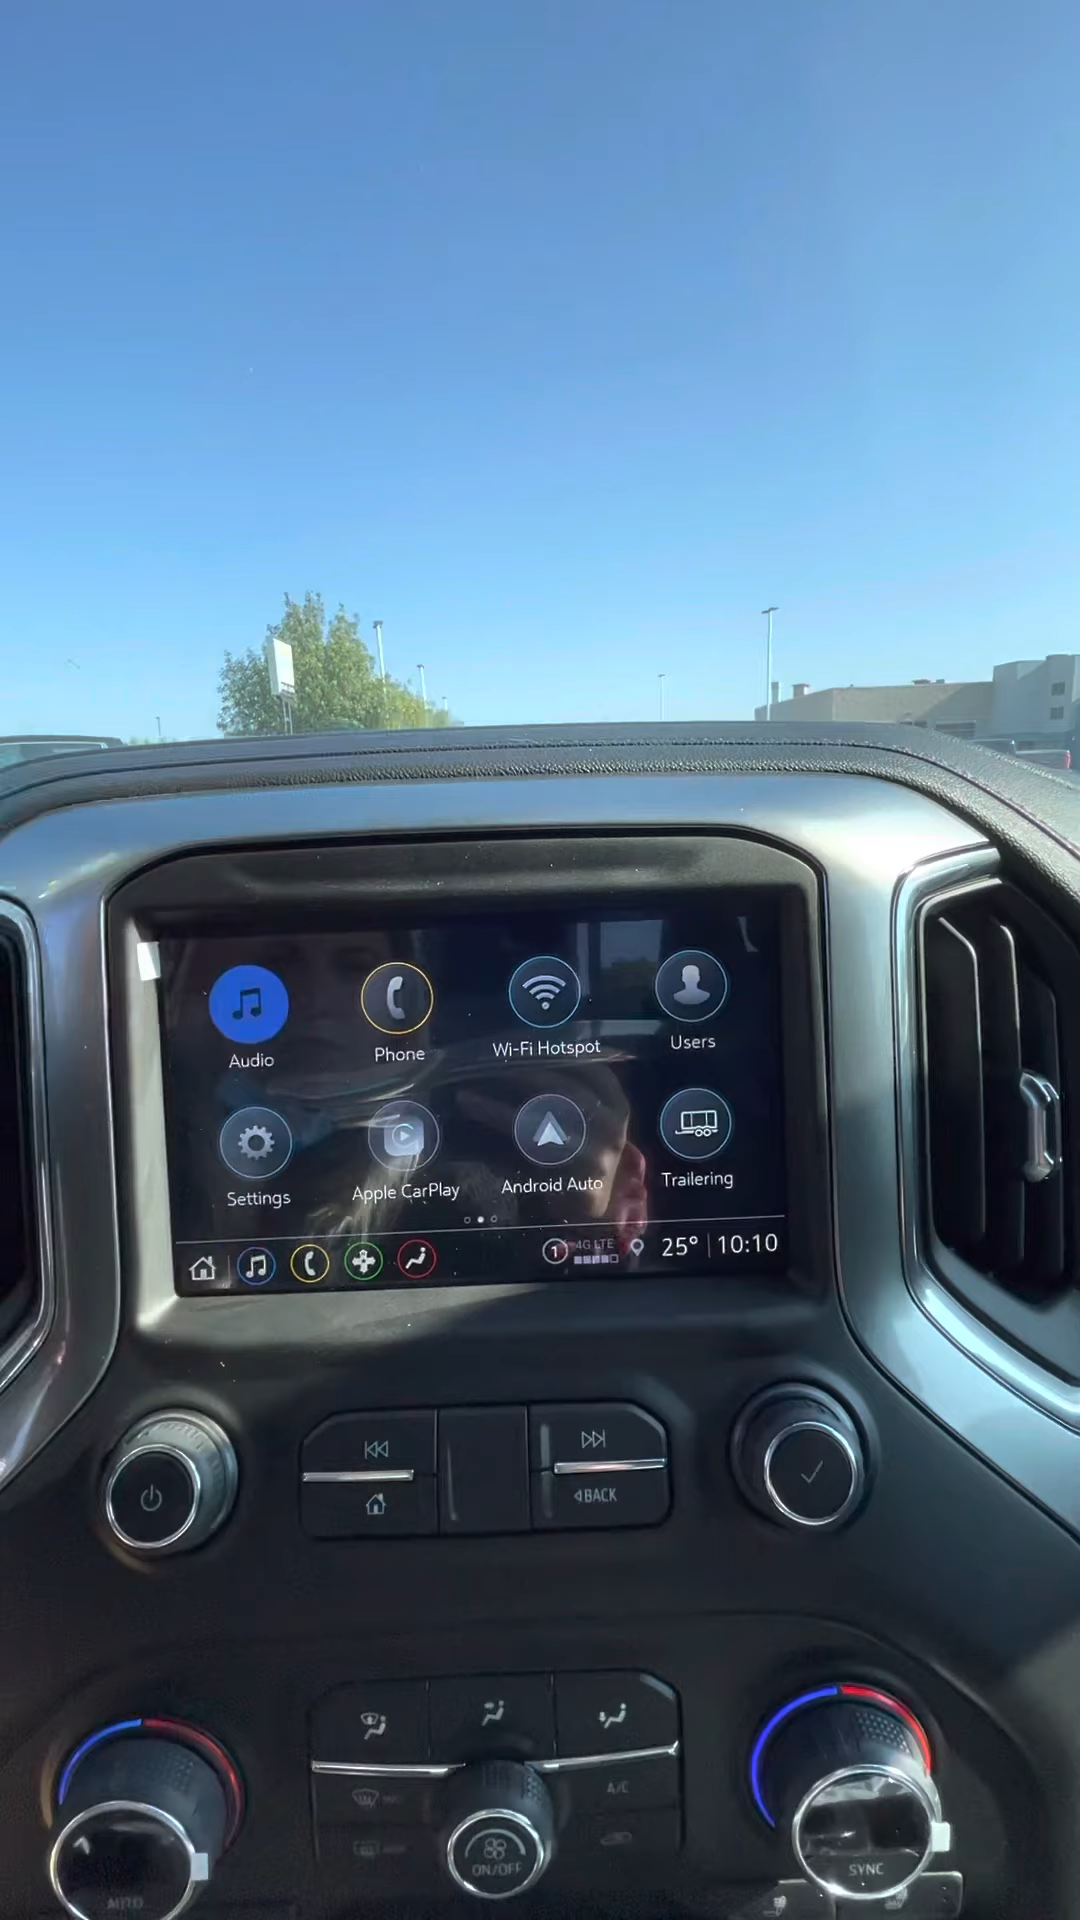 Audio
Phone
Wi-Fi Hotspot
Users
Settings
Apple CarPlay
Android Auto
Trailering
1
4G LTE
25°
10:10
BACK
A/C
ON/OFF
AUTO
SYNC